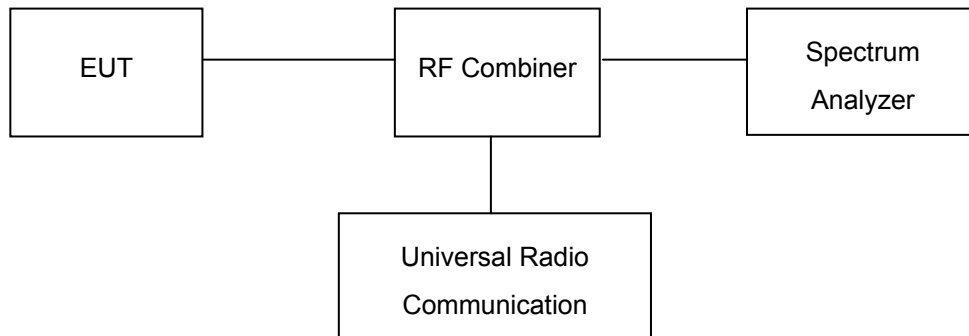 EUT
RF Combiner
Spectrum
Analyzer
Universal Radio
Communication